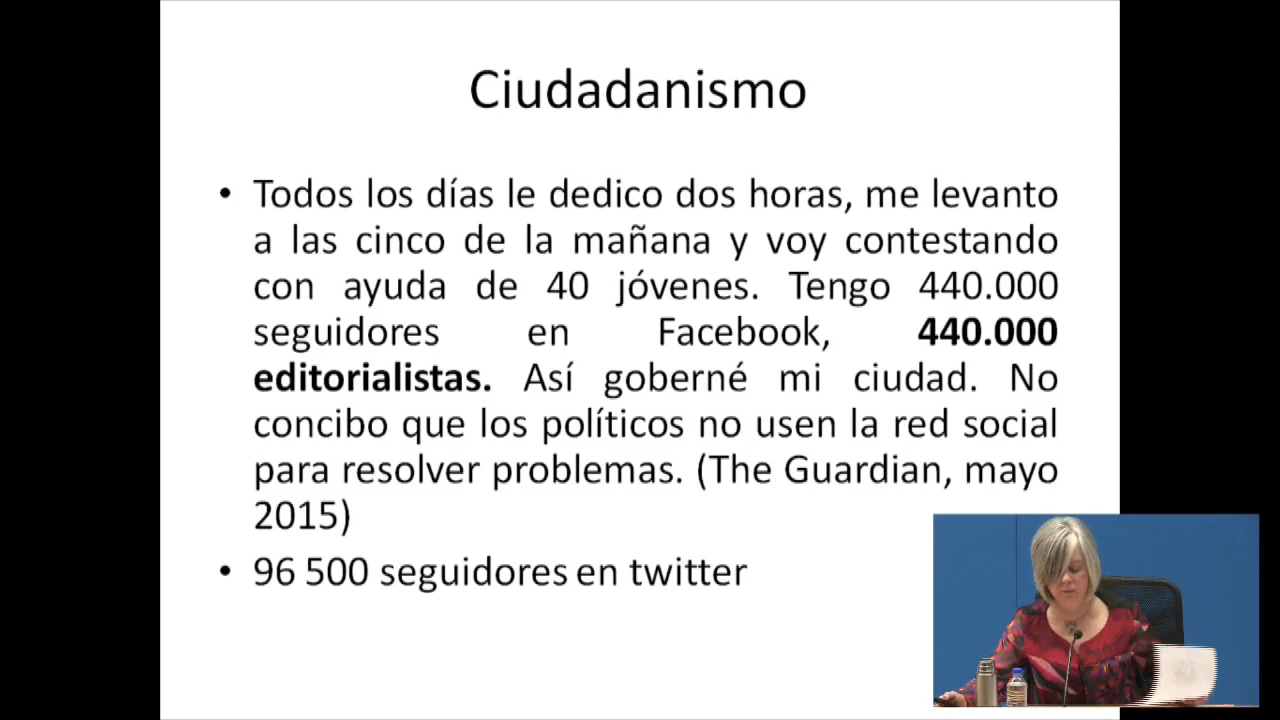 Ciudadanismo
• Todos los días le dedico dos horas, me levanto
a las cinco de la mañana y voy contestando
con ayuda de 40 jóvenes. Tengo 440.000
seguidores en Facebook, 440.000
editorialistas. Así goberné mi ciudad. No
concibo que los políticos no usen la red social
para resolver problemas. (The Guardian, mayo
2015)
• 96 500 seguidores en twitter